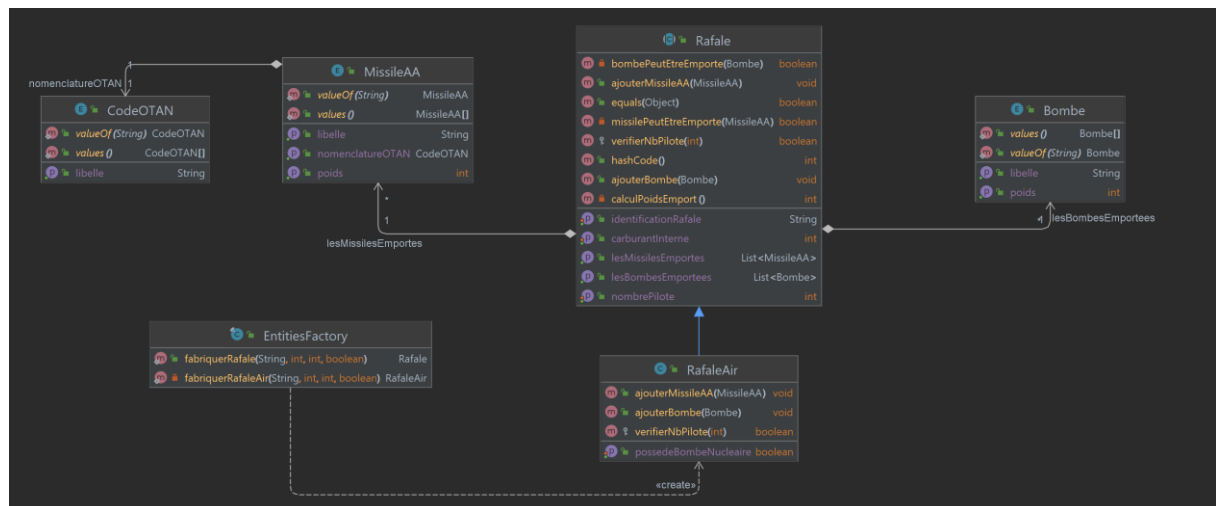 nomenclatureOTAN
1
1
CodeOTAN
valueOf(String) CodeOTAN
values() CodeOTAN[]
libelle String
MissileAA
valueOf(String) MissileAA
values() MissileAA[]
libelle String
nomenclatureOTAN CodeOTAN
poids int
*
1
lesMissilesEmportes
Rafale
bombePeutEtreEmporte(Bombe) boolean
ajouterMissileAA(MissileAA) void
equals(Object) boolean
missilePeutEtreEmporte(MissileAA) boolean
verifierNbPilote(int) boolean
hashCode() int
ajouterBombe(Bombe) void
calculPoidsEmport() int
identificationRafale String
carburantInterne int
lesMissilesEmportes List<MissileAA>
lesBombesEmportees List<Bombe>
nombrePilote int
Bombe
values() Bombe[]
valueOf(String) Bombe
libelle String
poids int
*1 lesBombesEmportees
EntitiesFactory
fabriquerRafale(String, int, int, boolean) Rafale
fabriquerRafaleAir(String, int, int, boolean) RafaleAir
RafaleAir
ajouterMissileAA(MissileAA) void
ajouterBombe(Bombe) void
verifierNbPilote(int) boolean
possedeBombeNucleaire boolean
«create»